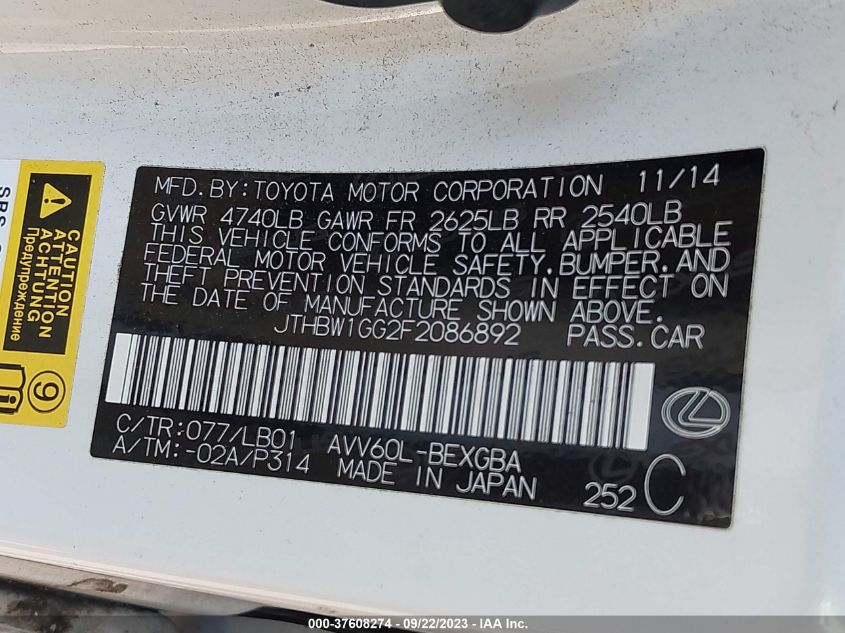 MFD. BY: TOYOTA MOTOR CORPORATION 11/14
GVWR 4740LB GAWR FR 2625LB RR 2540LB
THIS VEHICLE CONFORMS TO ALL APPLICABLE
FEDERAL MOTOR VEHICLE SAFETY, BUMPER, AND
THEFT PREVENTION STANDARDS IN EFFECT ON
THE DATE OF MANUFACTURE SHOWN ABOVE.
JTHBW1GG2F2086892 PASS.CAR
C/TR:077/LB01 AVV60L-BEXGBA
A/TM:-02A/P314 MADE IN JAPAN
252 C
CAUTION
ATTENTION
ACHTUNG
Предупреждение
9
SRS
000-37608274 - 09/22/2023 - IAA Inc.